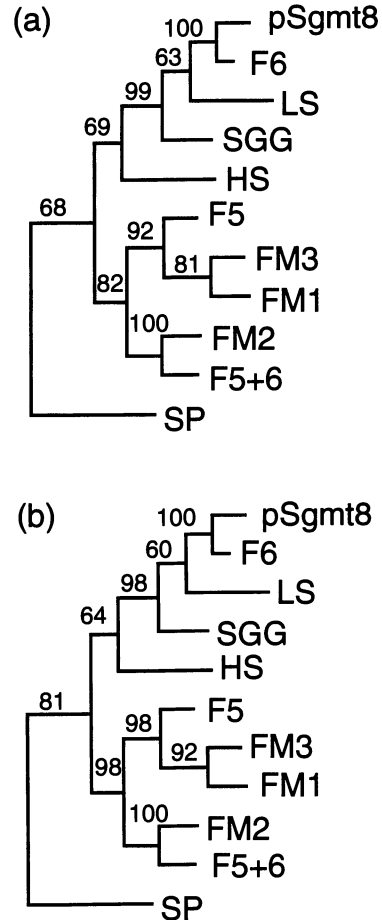 (a)
100
pSgmt8
F6
63
LS
99
SGG
69
HS
68
F5
92
FM3
81
FM1
82
100
FM2
F5+6
SP
(b)
100
pSgmt8
F6
60
LS
98
SGG
64
HS
81
F5
98
FM3
92
FM1
98
100
FM2
F5+6
SP